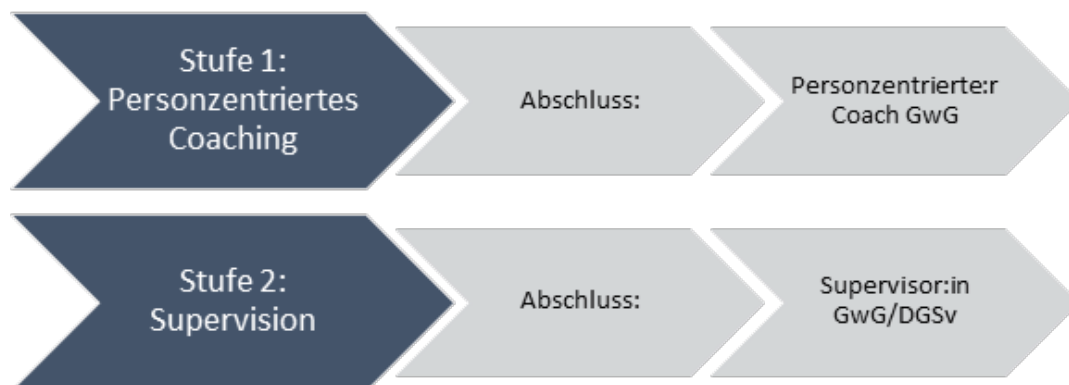 Stufe 1:
Personzentriertes
Coaching
Abschluss:
Personzentrierte:r
Coach GwG
Stufe 2:
Supervision
Abschluss:
Supervisor:in
GwG/DGSv